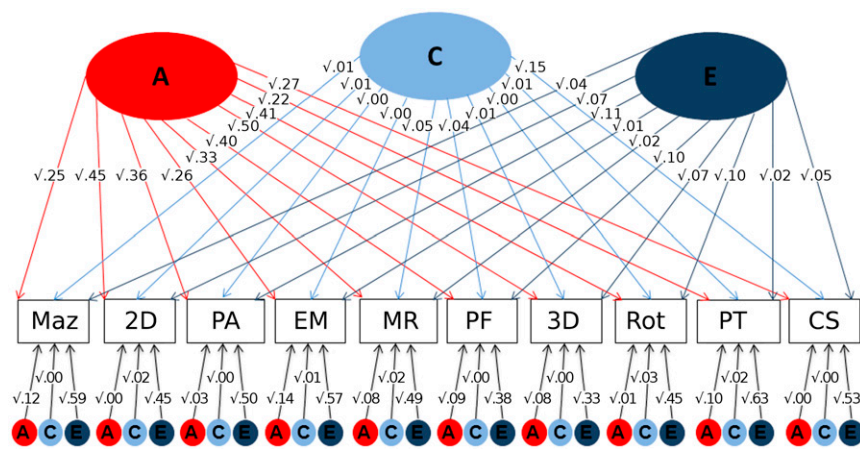 A C E
√.27 √.01 √.15 √.04
√.22 √.01 √.01 √.07
√.41 √.00 √.00 √.11
√.50 √.00 √.05 √.04 √.01 √.01
√.40 √.02
√.33 √.10
√.25 √.45 √.36 √.26 √.07 √.10 √.02 √.05
Maz 2D PA EM MR PF 3D Rot PT CS
√.00 √.02 √.00 √.01 √.02 √.00 √.00 √.03 √.02 √.00
√.12 √.59 √.00 √.45 √.03 √.50 √.14 √.57 √.08 √.49 √.09 √.38 √.08 √.33 √.01 √.45 √.10 √.63 √.00 √.53
A C E A C E A C E A C E A C E A C E A C E A C E A C E A C E